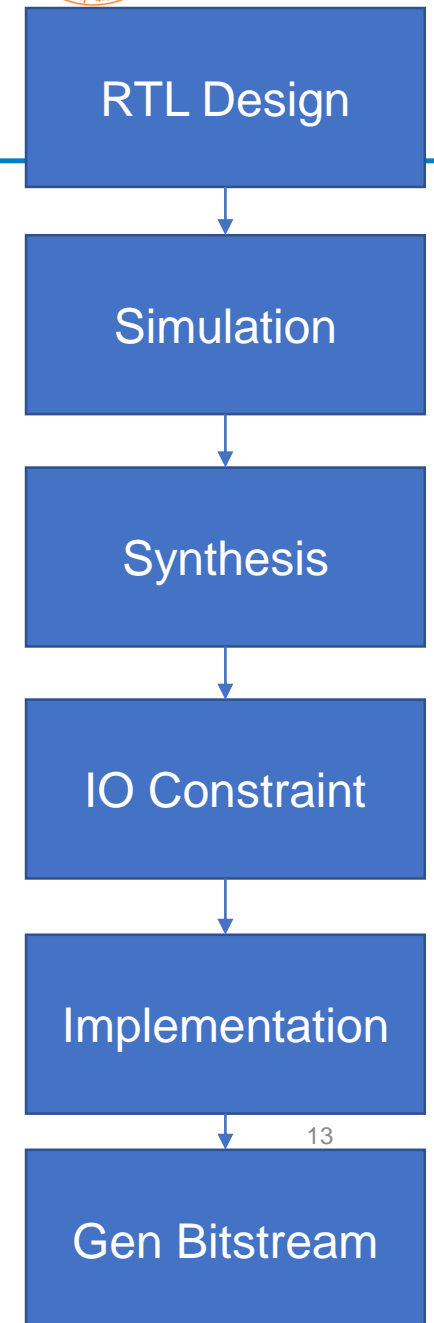 RTL Design
Simulation
Synthesis
IO Constraint
Implementation
13
Gen Bitstream